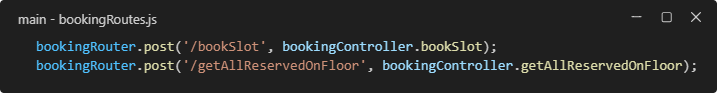 main - bookingRoutes.js
bookingRouter.post('/bookSlot', bookingController.bookSlot);
bookingRouter.post('/getAllReservedOnFloor', bookingController.getAllReservedOnFloor);